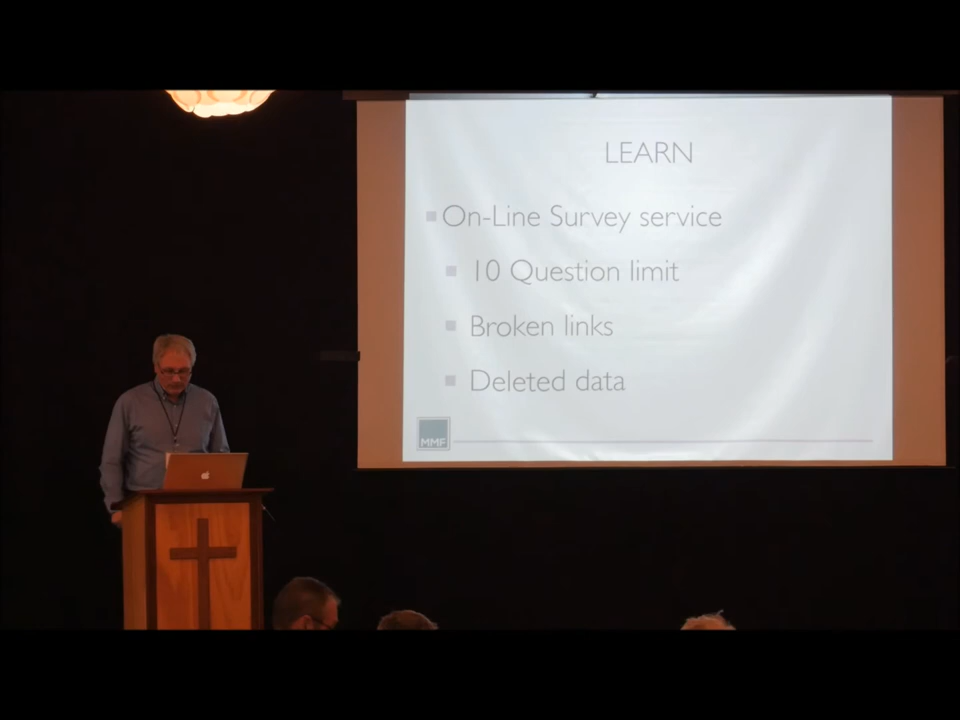 LEARN
On-Line Survey service
10 Question limit
Broken links
Deleted data
MMF